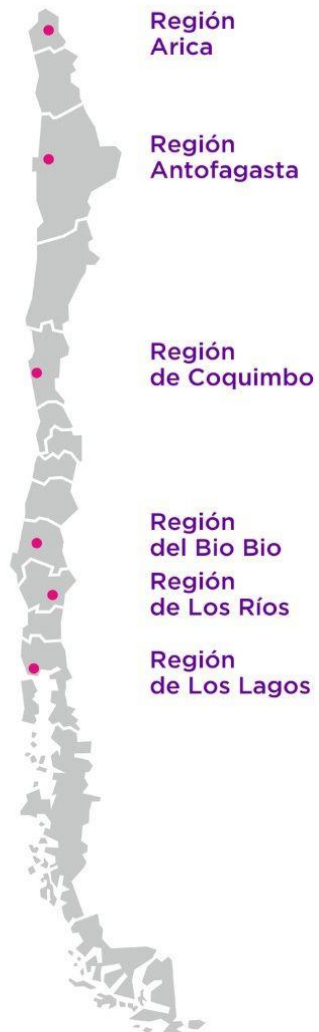 Región
Arica
Región
Antofagasta
Región
de Coquimbo
Región
del Bio Bio
Región
de Los Ríos
Región
de Los Lagos